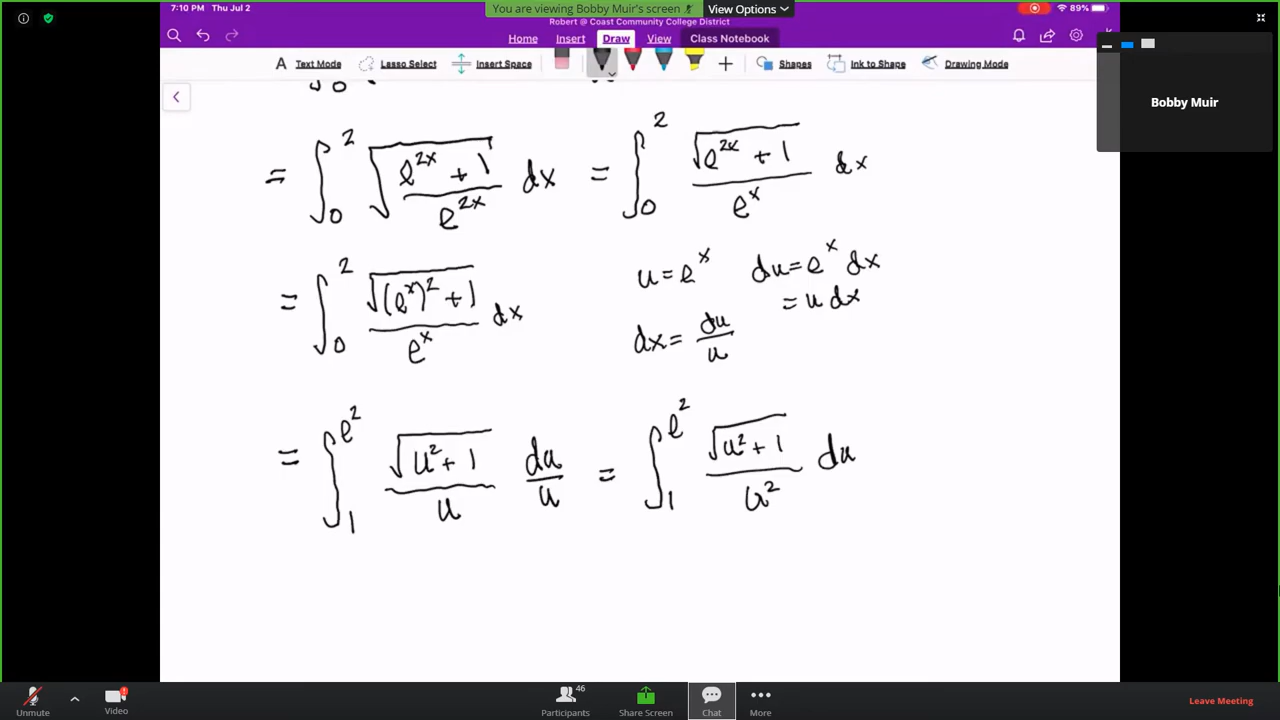 You are viewing Bobby Muir's screen View Options
7:10 PM Thu Jul 2 89%
Robert @ Coast Community College District
Home Insert Draw View Class Notebook
A Text Mode Lasso Select Insert Space + Shapes Ink to Shape Drawing Mode
Bobby Muir
= ∫₀² √((e^(2x) + 1)/e^(2x)) dx = ∫₀² √(e^(2x) + 1)/e^x dx
u = e^x du = e^x dx
= ∫₀² √((e^x)² + 1)/e^x dx
= u dx
dx = du/u
= ∫₁^(e²) √(u² + 1)/u du/u = ∫₁^(e²) √(u² + 1)/u² du
46
Unmute Video Participants Share Screen Chat More Leave Meeting